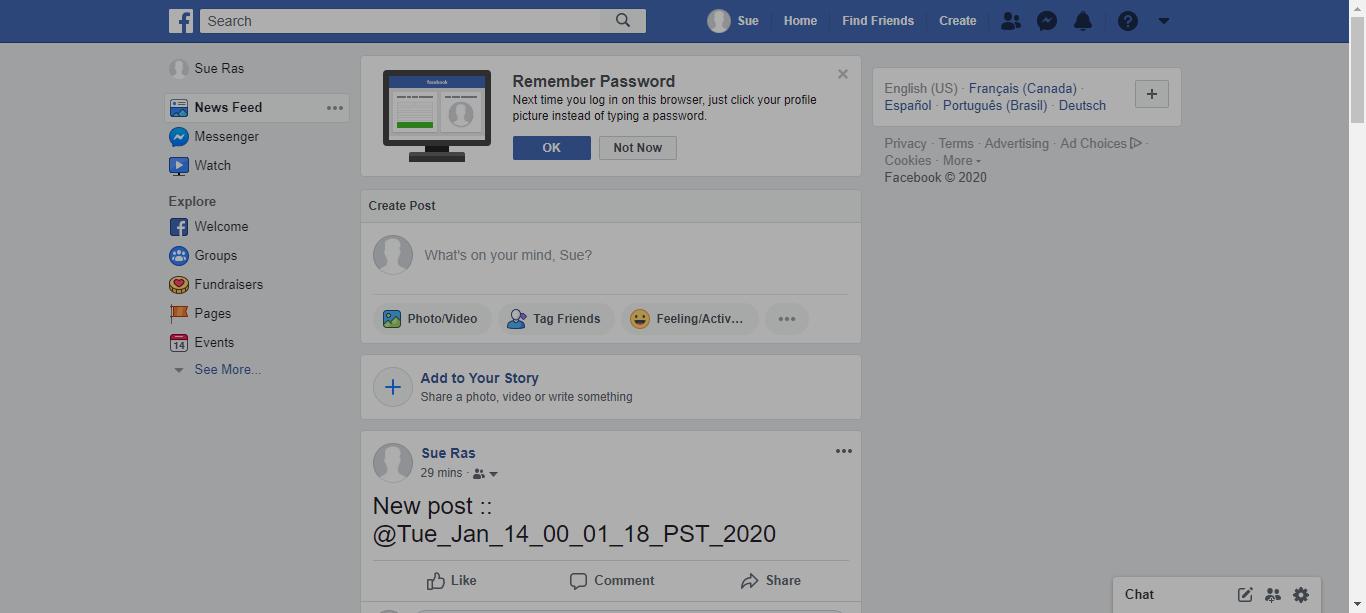 Search
Sue
Home
Find Friends
Create
Sue Ras
News Feed
Messenger
Watch
Explore
Welcome
Groups
Fundraisers
Pages
14
Events
See More...
facebook
Remember Password
Next time you log in on this browser, just click your profile
picture instead of typing a password.
OK
Not Now
Create Post
What's on your mind, Sue?
Photo/Video
Tag Friends
Feeling/Activ...
Add to Your Story
Share a photo, video or write something
Sue Ras
29 mins ·
New post ::
@Tue_Jan_14_00_01_18_PST_2020
Like
Comment
Share
English (US) · Français (Canada) ·
Español · Português (Brasil) · Deutsch
Privacy · Terms · Advertising · Ad Choices ·
Cookies · More
Facebook © 2020
Chat